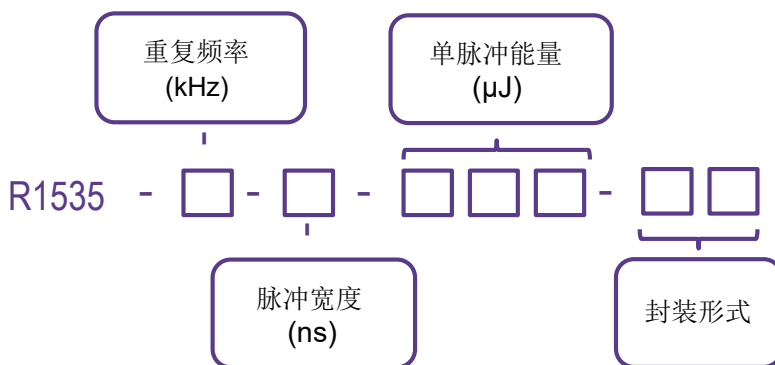 重复频率
(kHz)
单脉冲能量
(μJ)
R1535 - □ - □ - □□□ - □□
脉冲宽度
(ns)
封装形式